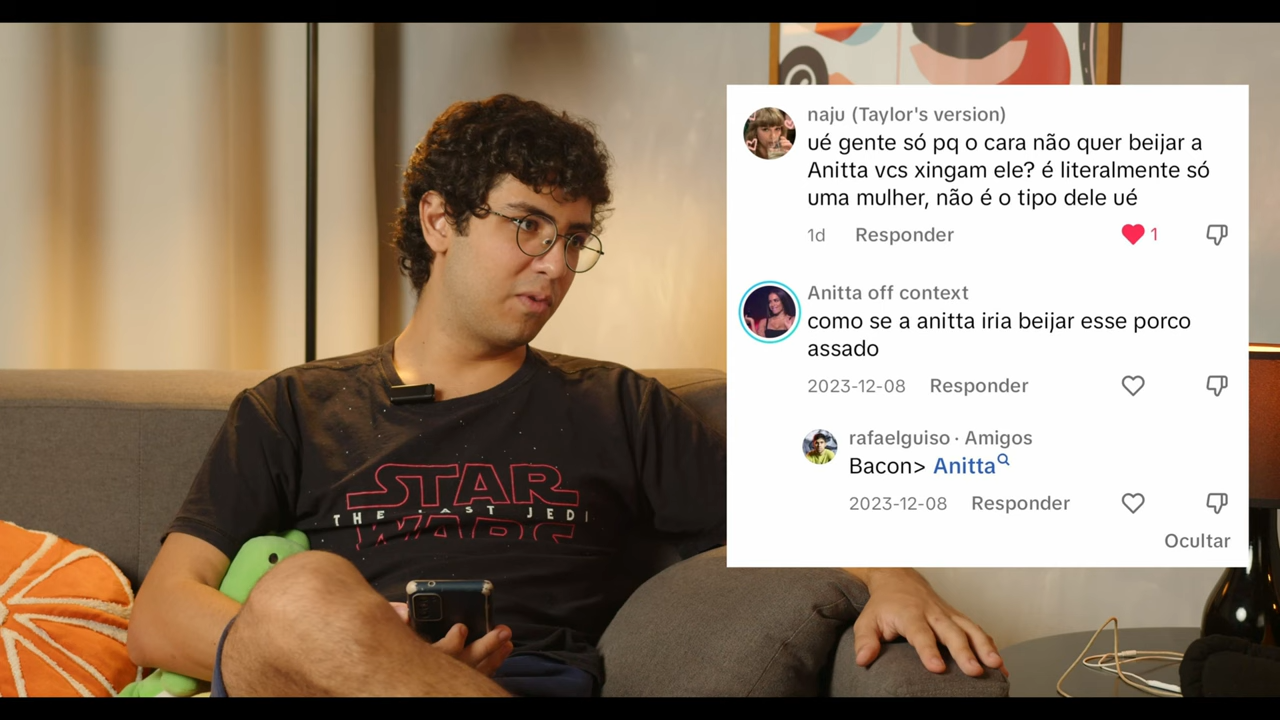 naju (Taylor's version)
ué gente só pq o cara não quer beijar a
Anitta vcs xingam ele? é literalmente só
uma mulher, não é o tipo dele ué
1d Responder 1
Anitta off context
como se a anitta iria beijar esse porco
assado
2023-12-08 Responder
rafaelguiso · Amigos
Bacon> Anitta
2023-12-08 Responder
Ocultar
STAR
THE LAST JEDI
WARS